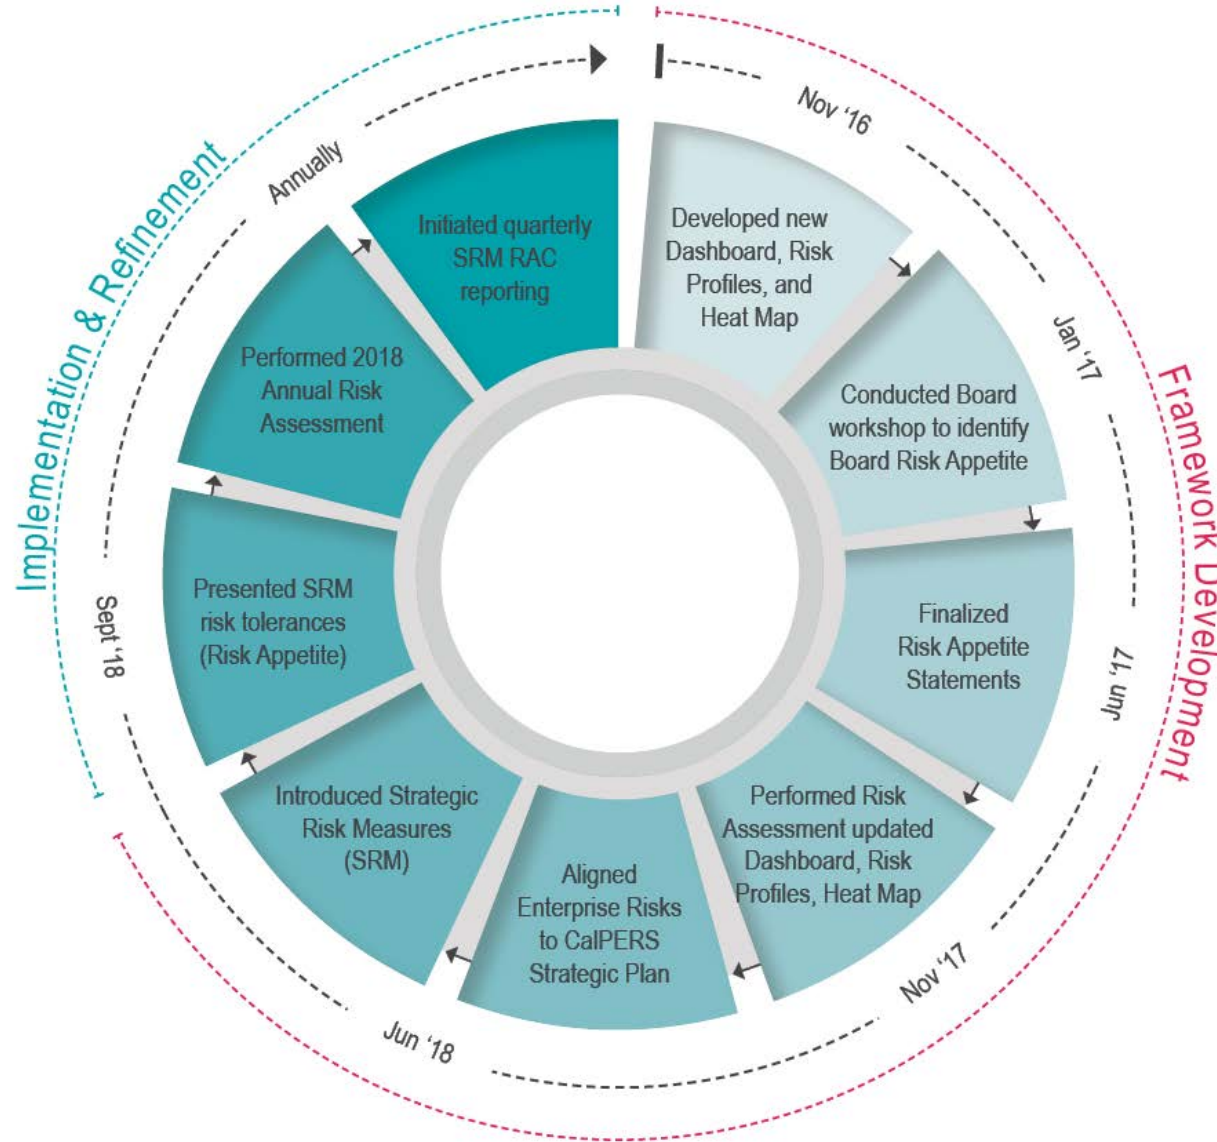 Nov ‘16
Developed new
Dashboard, Risk
Profiles, and
Heat Map
Jan ‘17
Conducted Board
workshop to identify
Board Risk Appetite
Jun ‘17
Finalized
Risk Appetite
Statements
Nov ‘17
Performed Risk
Assessment updated
Dashboard, Risk
Profiles, Heat Map
Aligned
Enterprise Risks
to CalPERS
Strategic Plan
Jun ‘18
Introduced Strategic
Risk Measures
(SRM)
Sept ‘18
Presented SRM
risk tolerances
(Risk Appetite)
Performed 2018
Annual Risk
Assessment
Annually
Initiated quarterly
SRM RAC
reporting
Framework Development
Implementation & Refinement